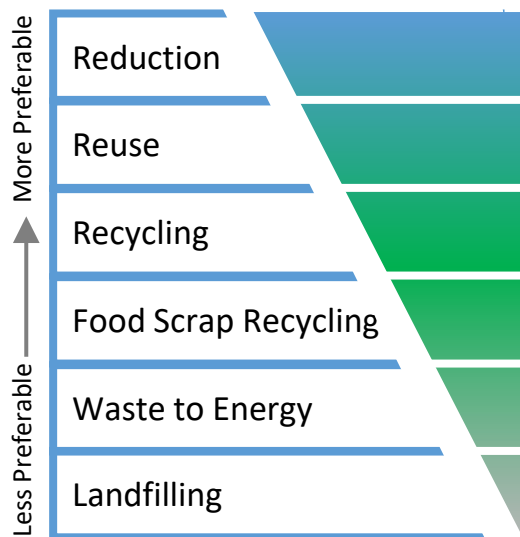 More Preferable
Less Preferable
Reduction
Reuse
Recycling
Food Scrap Recycling
Waste to Energy
Landfilling